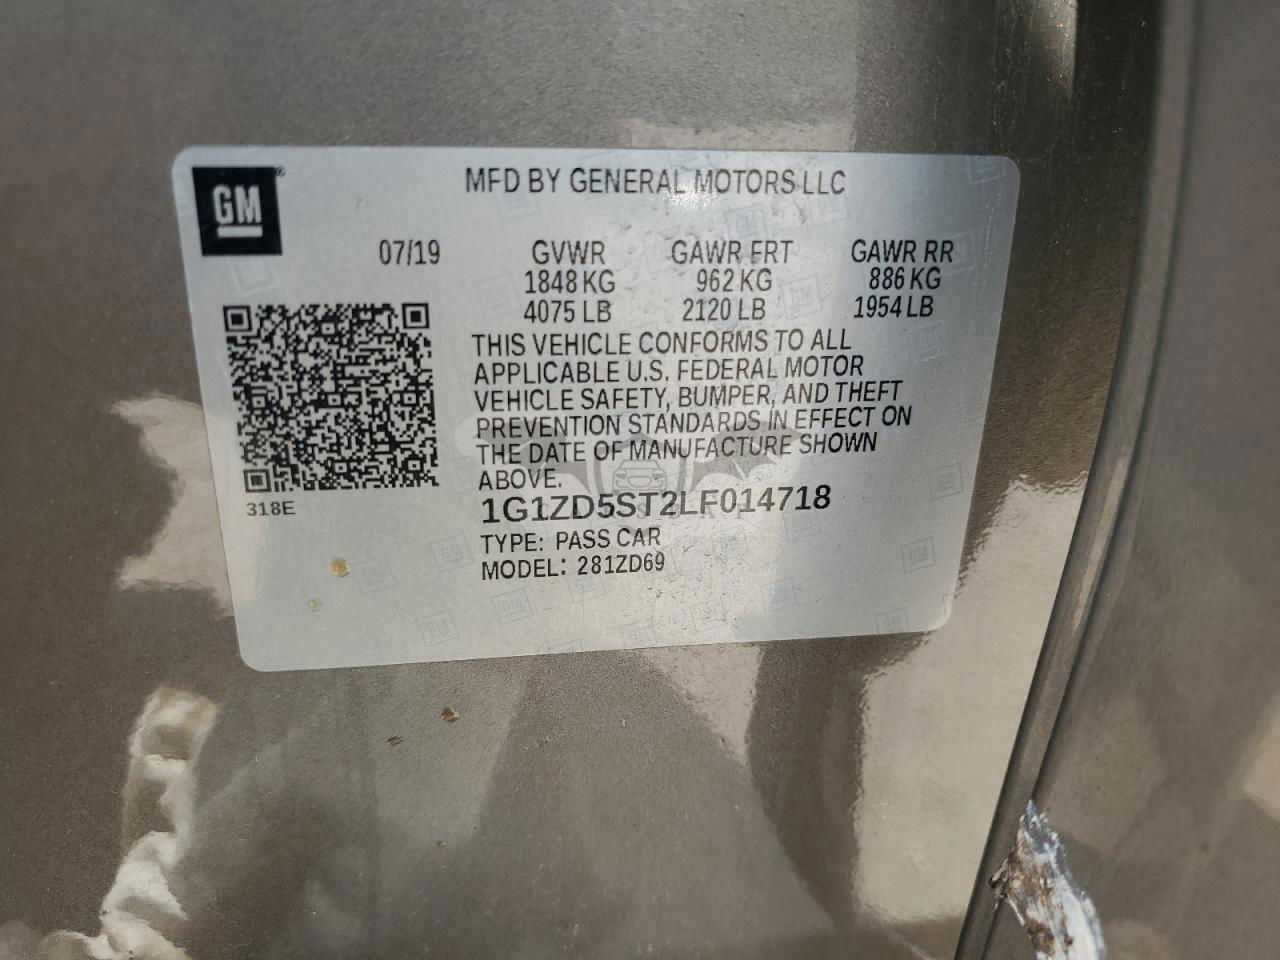 GM
MFD BY GENERAL MOTORS LLC
07/19 GVWR GAWR FRT GAWR RR
1848 KG 962 KG 886 KG
4075 LB 2120 LB 1954 LB
THIS VEHICLE CONFORMS TO ALL
APPLICABLE U.S. FEDERAL MOTOR
VEHICLE SAFETY, BUMPER, AND THEFT
PREVENTION STANDARDS IN EFFECT ON
THE DATE OF MANUFACTURE SHOWN
ABOVE.
318E
1G1ZD5ST2LF014718
TYPE: PASS CAR
MODEL: 281ZD69